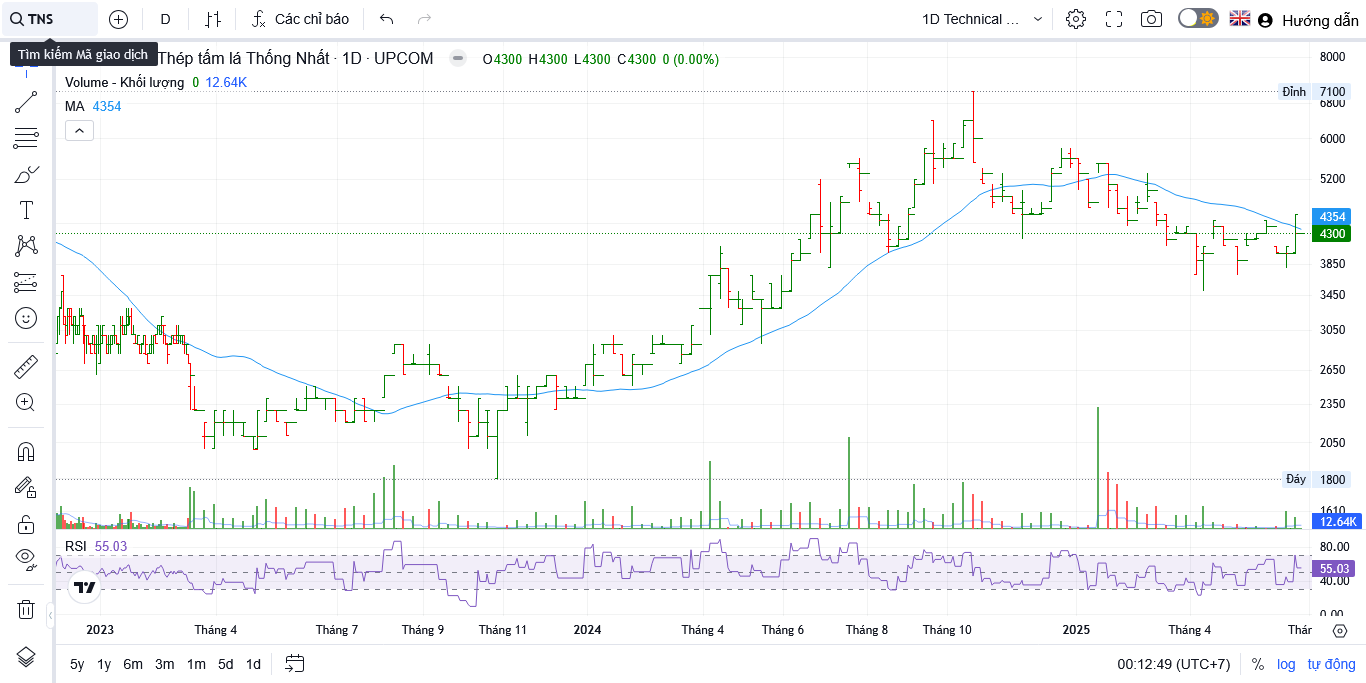 TNS D Các chỉ báo 1D Technical ... Hướng dẫn
Tìm kiếm Mã giao dịch
Thép tấm lá Thống Nhất · 1D · UPCOM O4300 H4300 L4300 C4300 0 (0.00%)
Volume - Khối lượng 0 12.64K
MA 4354
8000
Đỉnh 7100
6800
6000
5200
4354
4300
3850
3450
3050
2650
2350
2050
Đáy 1800
1610
12.64K
RSI 55.03
80.00
55.03
40.00
0.00
2023 Tháng 4 Tháng 7 Tháng 9 Tháng 11 2024 Tháng 4 Tháng 6 Tháng 8 Tháng 10 2025 Tháng 4 Thár
5y 1y 6m 3m 1m 5d 1d 00:12:49 (UTC+7) % log tự động